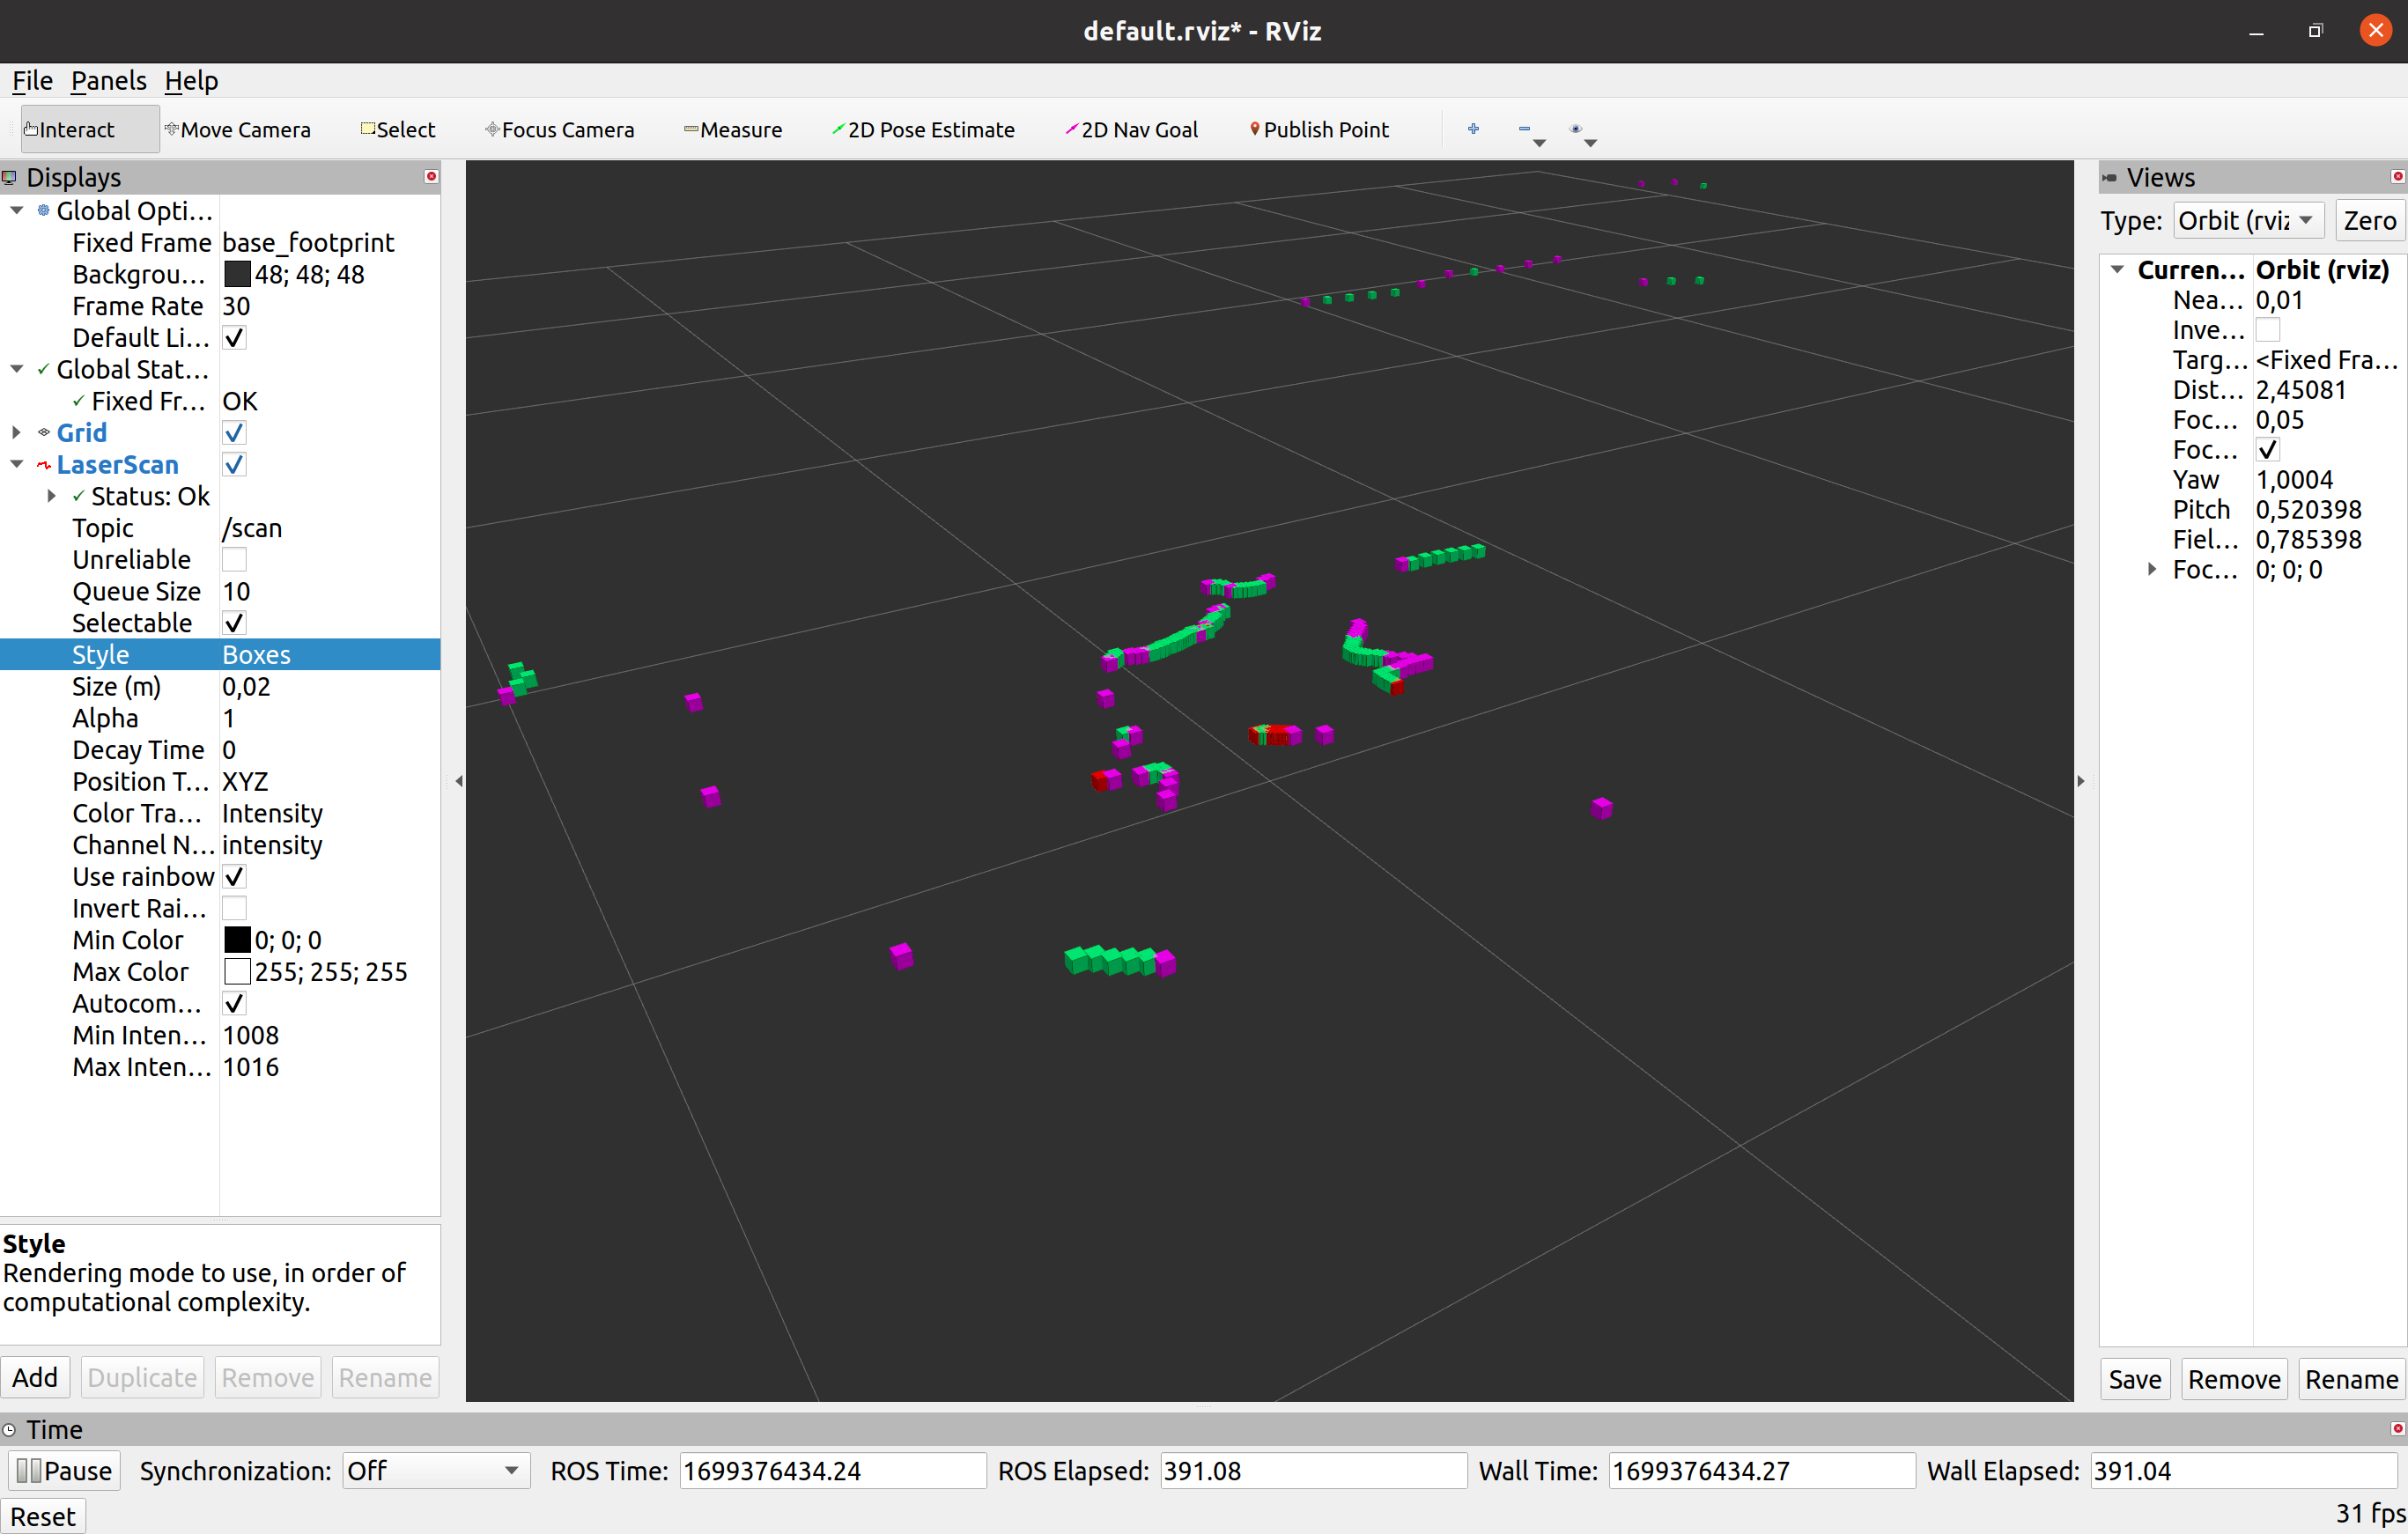 default.rviz* - RViz
File Panels Help
Interact Move Camera Select Focus Camera Measure 2D Pose Estimate 2D Nav Goal Publish Point
Displays
Global Opti...
Fixed Frame base_footprint
Backgrou... 48; 48; 48
Frame Rate 30
Default Li...
Global Stat...
Fixed Fr... OK
Grid
LaserScan
Status: Ok
Topic /scan
Unreliable
Queue Size 10
Selectable
Style Boxes
Size (m) 0,02
Alpha 1
Decay Time 0
Position T... XYZ
Color Tra... Intensity
Channel N... intensity
Use rainbow
Invert Rai...
Min Color 0; 0; 0
Max Color 255; 255; 255
Autocom...
Min Inten... 1008
Max Inten... 1016
Style
Rendering mode to use, in order of
computational complexity.
Add Duplicate Remove Rename
Views
Type: Orbit (rviz Zero
Curren... Orbit (rviz)
Nea... 0,01
Inve...
Targ... <Fixed Fra...
Dist... 2,45081
Foc... 0,05
Foc...
Yaw 1,0004
Pitch 0,520398
Fiel... 0,785398
Foc... 0; 0; 0
Save Remove Rename
Time
Pause Synchronization: Off ROS Time: 1699376434.24 ROS Elapsed: 391.08 Wall Time: 1699376434.27 Wall Elapsed: 391.04
Reset 31 fps